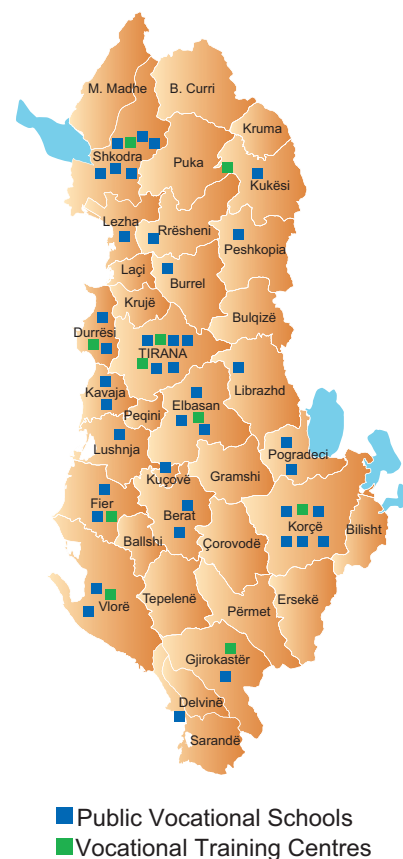 M. Madhe
B. Curri
Kruma
Shkodra
Puka
Kukësi
Lezha
Rrësheni
Peshkopia
Laçi
Burrel
Krujë
Bulqizë
Durrësi
TIRANA
Librazhd
Kavaja
Peqini
Elbasan
Lushnja
Pogradeci
Kuçovë
Gramshi
Fier
Berat
Korçë
Bilisht
Ballshi
Çorovodë
Vlorë
Tepelenë
Përmet
Ersekë
Gjirokastër
Delvinë
Sarandë
Public Vocational Schools
Vocational Training Centres